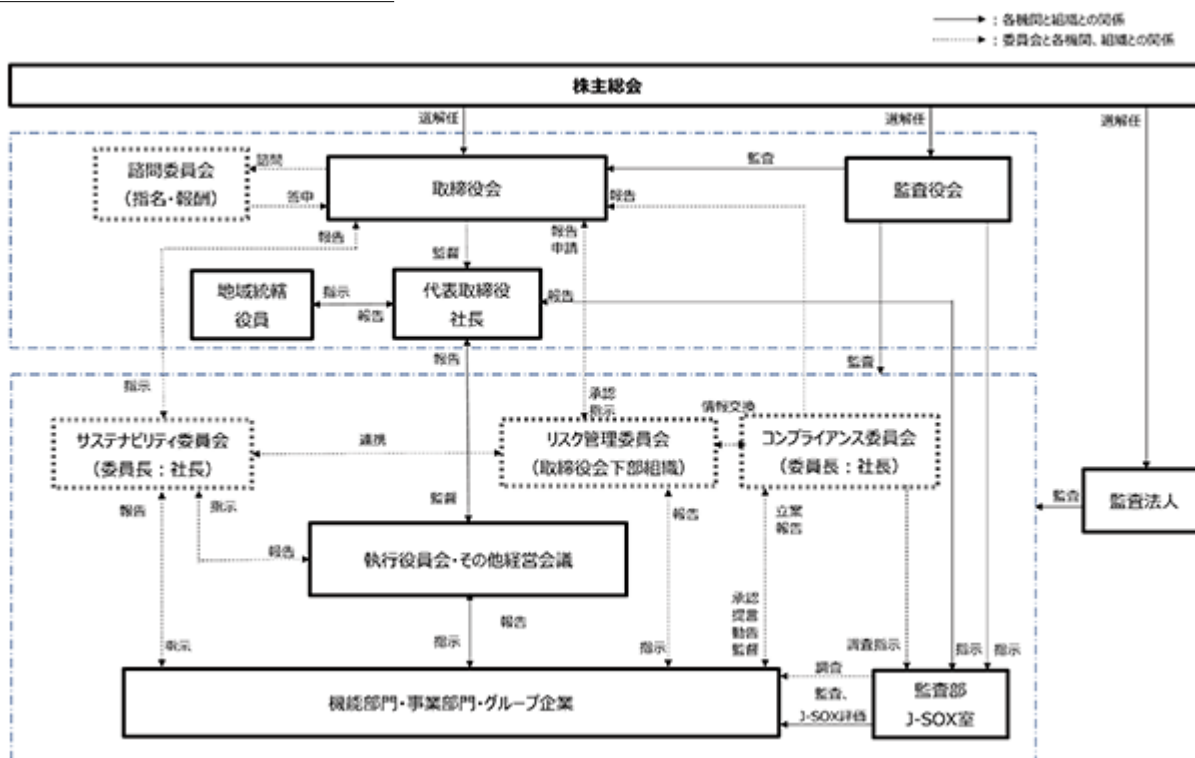 ：各機関と組織との関係
：委員会と各機関、組織との関係
株主総会
選解任
選解任
選解任
諮問委員会
（指名・報酬）
諮問
答申
取締役会
監査
監査役会
報告
報告
報告
申請
監督
地域統轄
役員
指示
報告
代表取締役
社長
報告
報告
監査
指示
承認
指示
情報交換
サステナビリティ委員会
（委員長：社長）
連携
リスク管理委員会
（取締役会下部組織）
コンプライアンス委員会
（委員長：社長）
監査
監査法人
報告
指示
監督
報告
立案
報告
報告
執行役員会・その他経営会議
報告
指示
指示
指示
承認
提言
勧告
監督
調査指示
指示
指示
機能部門・事業部門・グループ企業
調査
監査、
J-SOX評価
監査部
J-SOX室